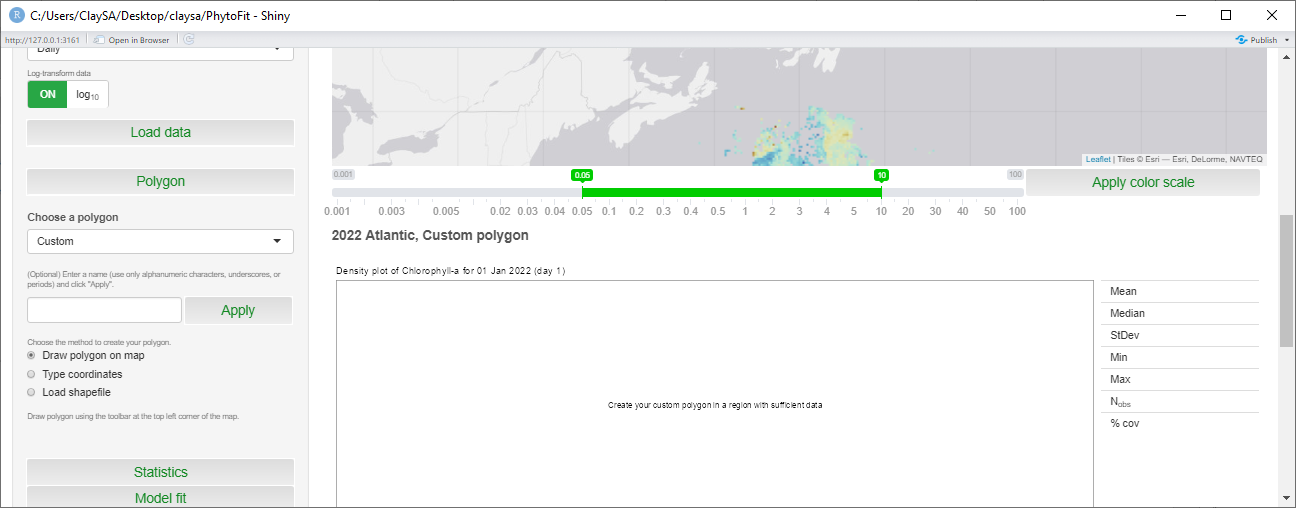 C:/Users/ClaySA/Desktop/claysa/PhytoFit - Shiny
http://127.0.0.1:3161
Open in Browser
Publish
Daily
Log-transform data
ON log10
Load data
Polygon
Choose a polygon
Custom
(Optional) Enter a name (use only alphanumeric characters, underscores, or
periods) and click "Apply".
Apply
Choose the method to create your polygon.
Draw polygon on map
Type coordinates
Load shapefile
Draw polygon using the toolbar at the top left corner of the map.
Statistics
Model fit
Leaflet | Tiles © Esri — Esri, DeLorme, NAVTEQ
0.001 0.05 10 100
0.001 0.003 0.005 0.02 0.03 0.04 0.05 0.1 0.2 0.3 0.4 0.5 1 2 3 4 5 10 20 30 40 50 100
Apply color scale
2022 Atlantic, Custom polygon
Density plot of Chlorophyll-a for 01 Jan 2022 (day 1)
Create your custom polygon in a region with sufficient data
Mean
Median
StDev
Min
Max
Nobs
% cov